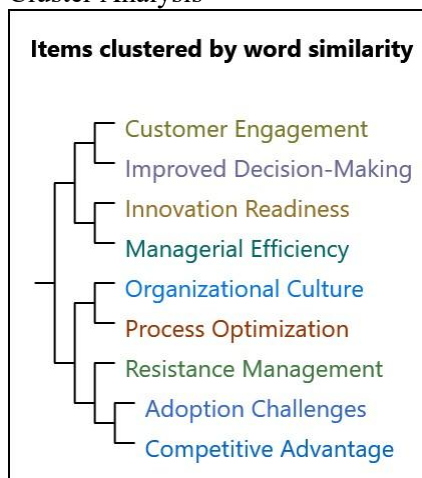 Cluster Analysis
Items clustered by word similarity
Customer Engagement
Improved Decision-Making
Innovation Readiness
Managerial Efficiency
Organizational Culture
Process Optimization
Resistance Management
Adoption Challenges
Competitive Advantage